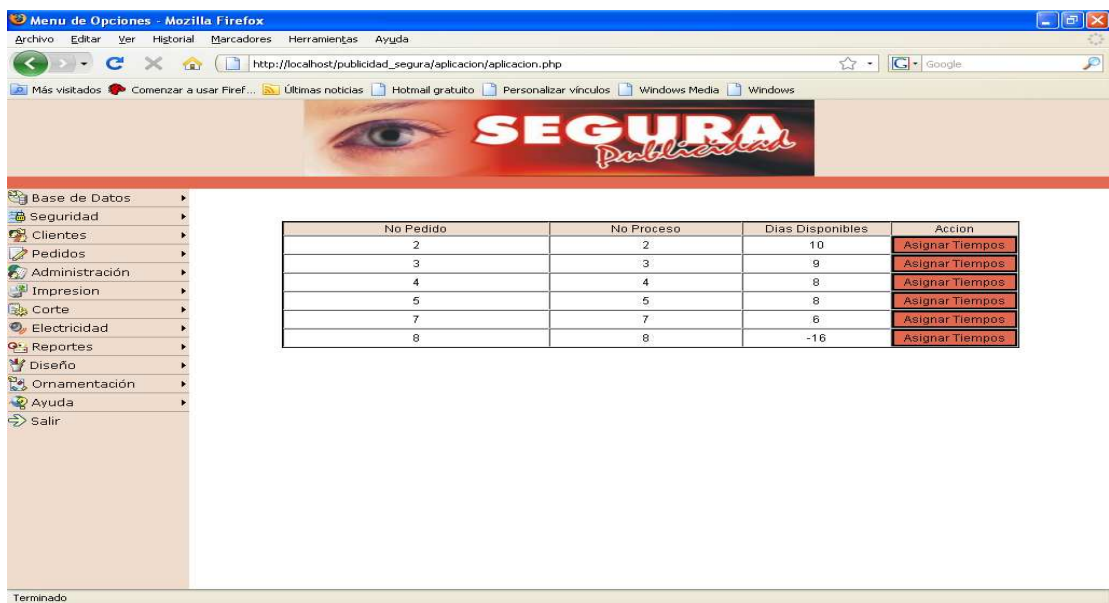 Menu de Opciones - Mozilla Firefox
Archivo Editar Ver Historial Marcadores Herramientas Ayuda
http://localhost/publicidad_segura/aplicacion/aplicacion.php
G Google
Más visitados Comenzar a usar Firef... Últimas noticias Hotmail gratuito Personalizar vínculos Windows Media Windows
SEGURA
Publicidad
Base de Datos
Seguridad
Clientes
Pedidos
Administración
Impresion
Corte
Electricidad
Reportes
Diseño
Ornamentación
Ayuda
Salir
No Pedido No Proceso Dias Disponibles Accion
2 2 10 Asignar Tiempos
3 3 9 Asignar Tiempos
4 4 8 Asignar Tiempos
5 5 8 Asignar Tiempos
7 7 6 Asignar Tiempos
8 8 -16 Asignar Tiempos
Terminado